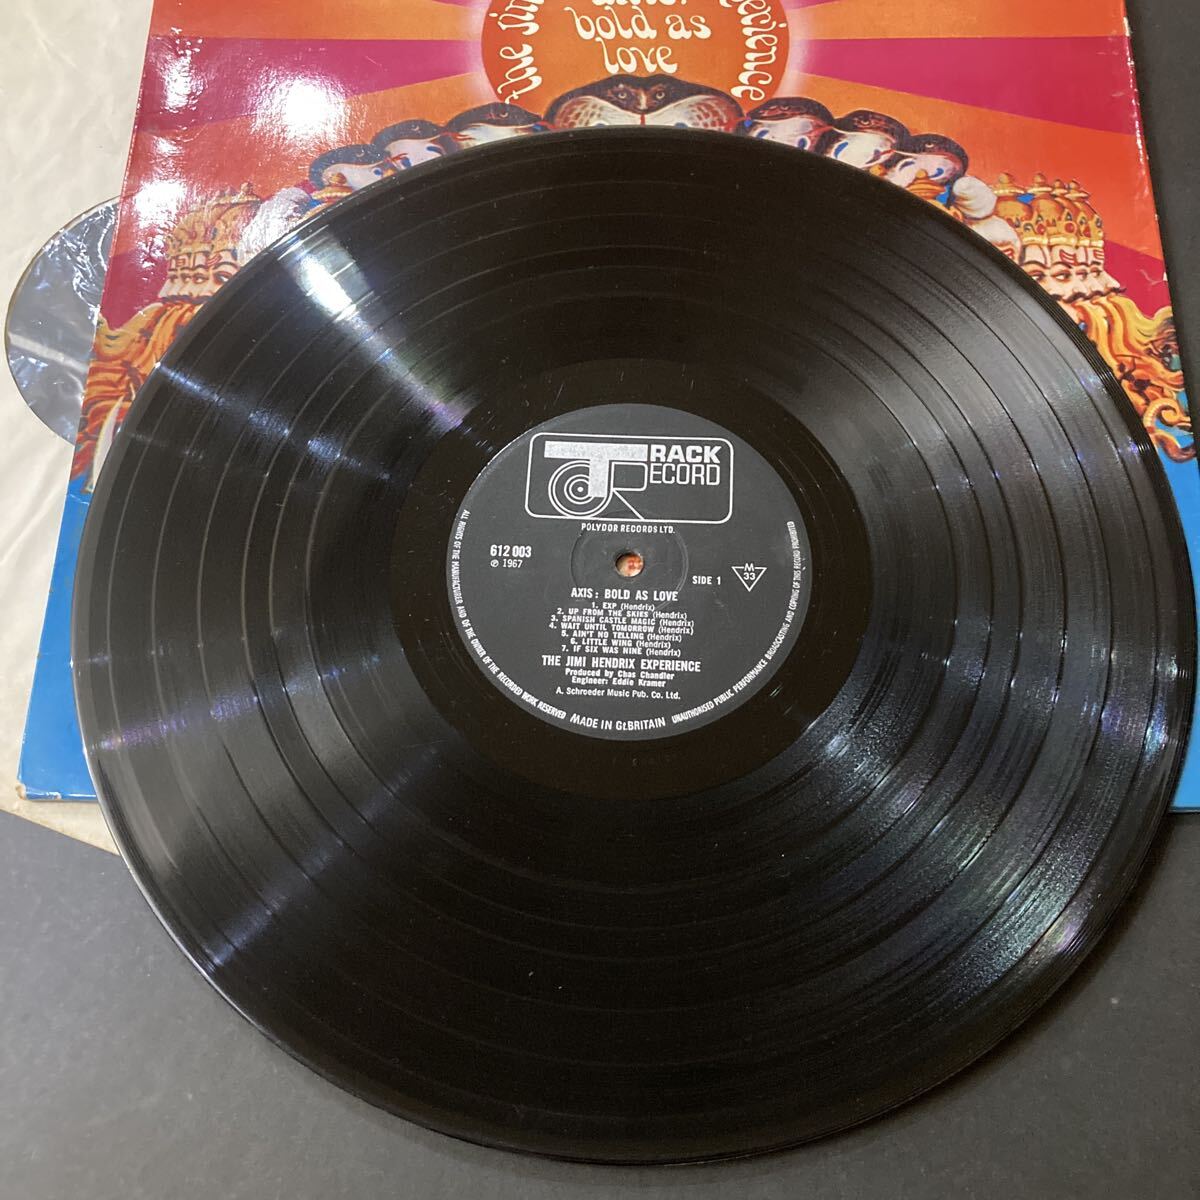 the Jim
bold as
love
perience
TRACK
RECORD
POLYDOR RECORDS LTD.
612 003
℗ 1967
SIDE 1
M
33
AXIS: BOLD AS LOVE
1. EXP (Hendrix)
2. UP FROM THE SKIES (Hendrix)
3. SPANISH CASTLE MAGIC (Hendrix)
4. WAIT UNTIL TOMORROW (Hendrix)
5. AIN'T NO TELLING (Hendrix)
6. LITTLE WING (Hendrix)
7. IF SIX WAS NINE (Hendrix)
THE JIMI HENDRIX EXPERIENCE
Produced by Chas Chandler
Engineer: Eddie Kramer
A. Schroeder Music Pub. Co. Ltd.
ALL RIGHTS OF THE MANUFACTURER AND OF THE OWNER OF THE RECORDED WORK RESERVED
MADE IN Gt.BRITAIN
UNAUTHORISED PUBLIC PERFORMANCE BROADCASTING AND COPYING OF THIS RECORD PROHIBITED